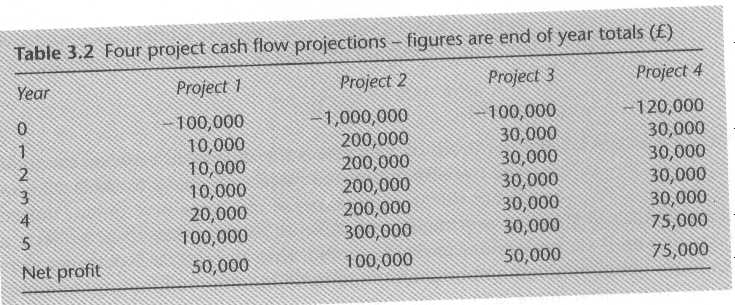 Table 3.2 Four project cash flow projections – figures are end of year totals (£)
Year Project 1 Project 2 Project 3 Project 4
0 –100,000 –1,000,000 –100,000 –120,000
1 10,000 200,000 30,000 30,000
2 10,000 200,000 30,000 30,000
3 10,000 200,000 30,000 30,000
4 20,000 200,000 30,000 30,000
5 100,000 300,000 30,000 75,000
Net profit 50,000 100,000 50,000 75,000